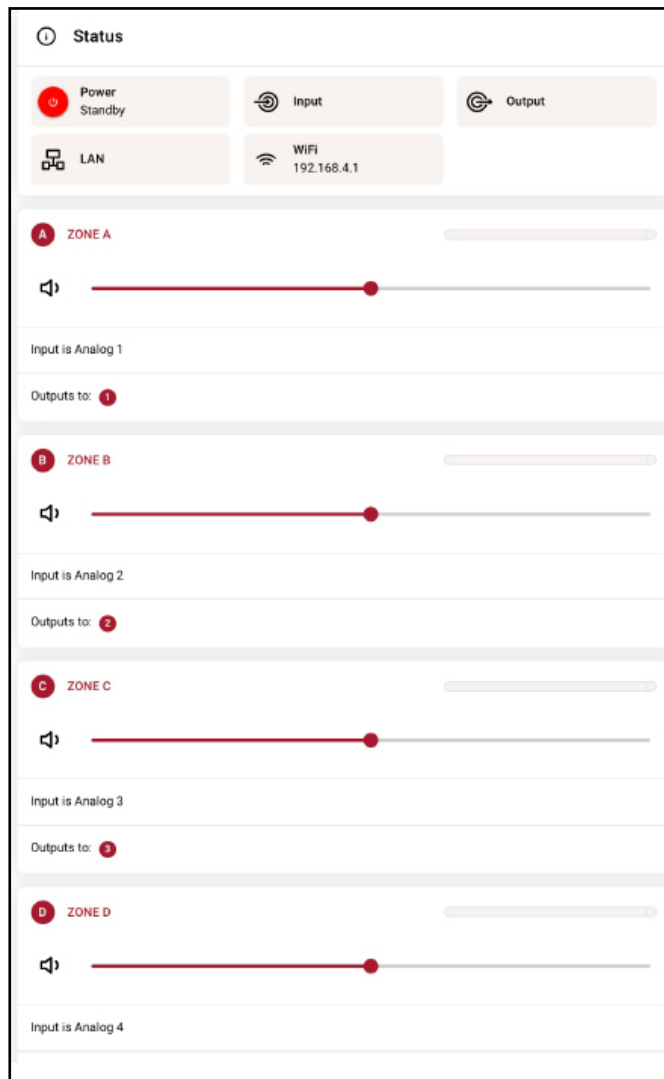 Status
Power
Standby
Input
Output
LAN
WiFi
192.168.4.1
A ZONE A
Input is Analog 1
Outputs to: 1
B ZONE B
Input is Analog 2
Outputs to: 2
C ZONE C
Input is Analog 3
Outputs to: 3
D ZONE D
Input is Analog 4